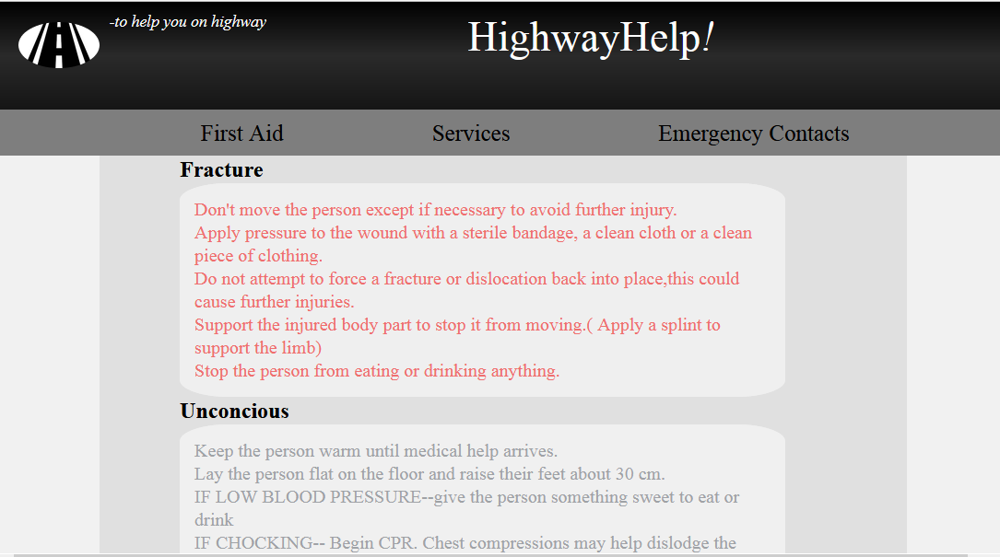 -to help you on highway
HighwayHelp!
First Aid
Services
Emergency Contacts
Fracture
Don't move the person except if necessary to avoid further injury.
Apply pressure to the wound with a sterile bandage, a clean cloth or a clean
piece of clothing.
Do not attempt to force a fracture or dislocation back into place,this could
cause further injuries.
Support the injured body part to stop it from moving.( Apply a splint to
support the limb)
Stop the person from eating or drinking anything.
Unconcious
Keep the person warm until medical help arrives.
Lay the person flat on the floor and raise their feet about 30 cm.
IF LOW BLOOD PRESSURE--give the person something sweet to eat or
drink
IF CHOCKING-- Begin CPR. Chest compressions may help dislodge the